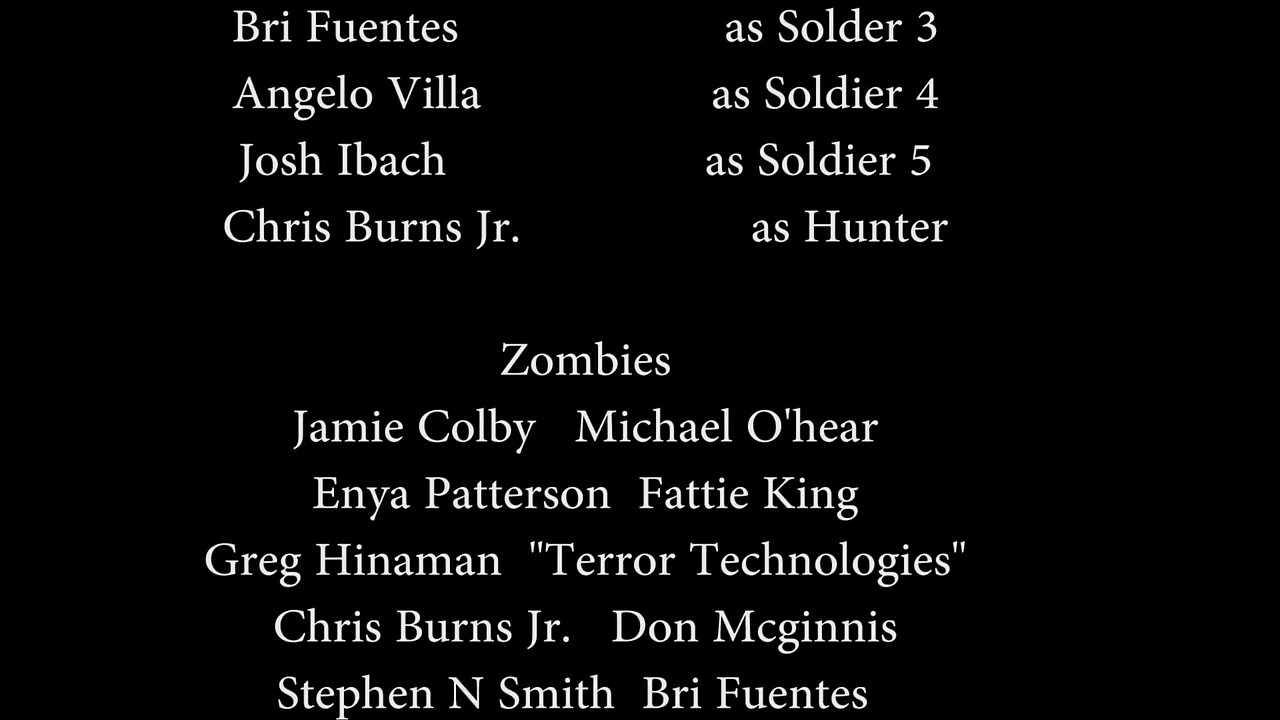 Bri Fuentes as Solder 3
Angelo Villa as Soldier 4
Josh Ibach as Soldier 5
Chris Burns Jr. as Hunter
Zombies
Jamie Colby Michael O'hear
Enya Patterson Fattie King
Greg Hinaman "Terror Technologies"
Chris Burns Jr. Don Mcginnis
Stephen N Smith Bri Fuentes